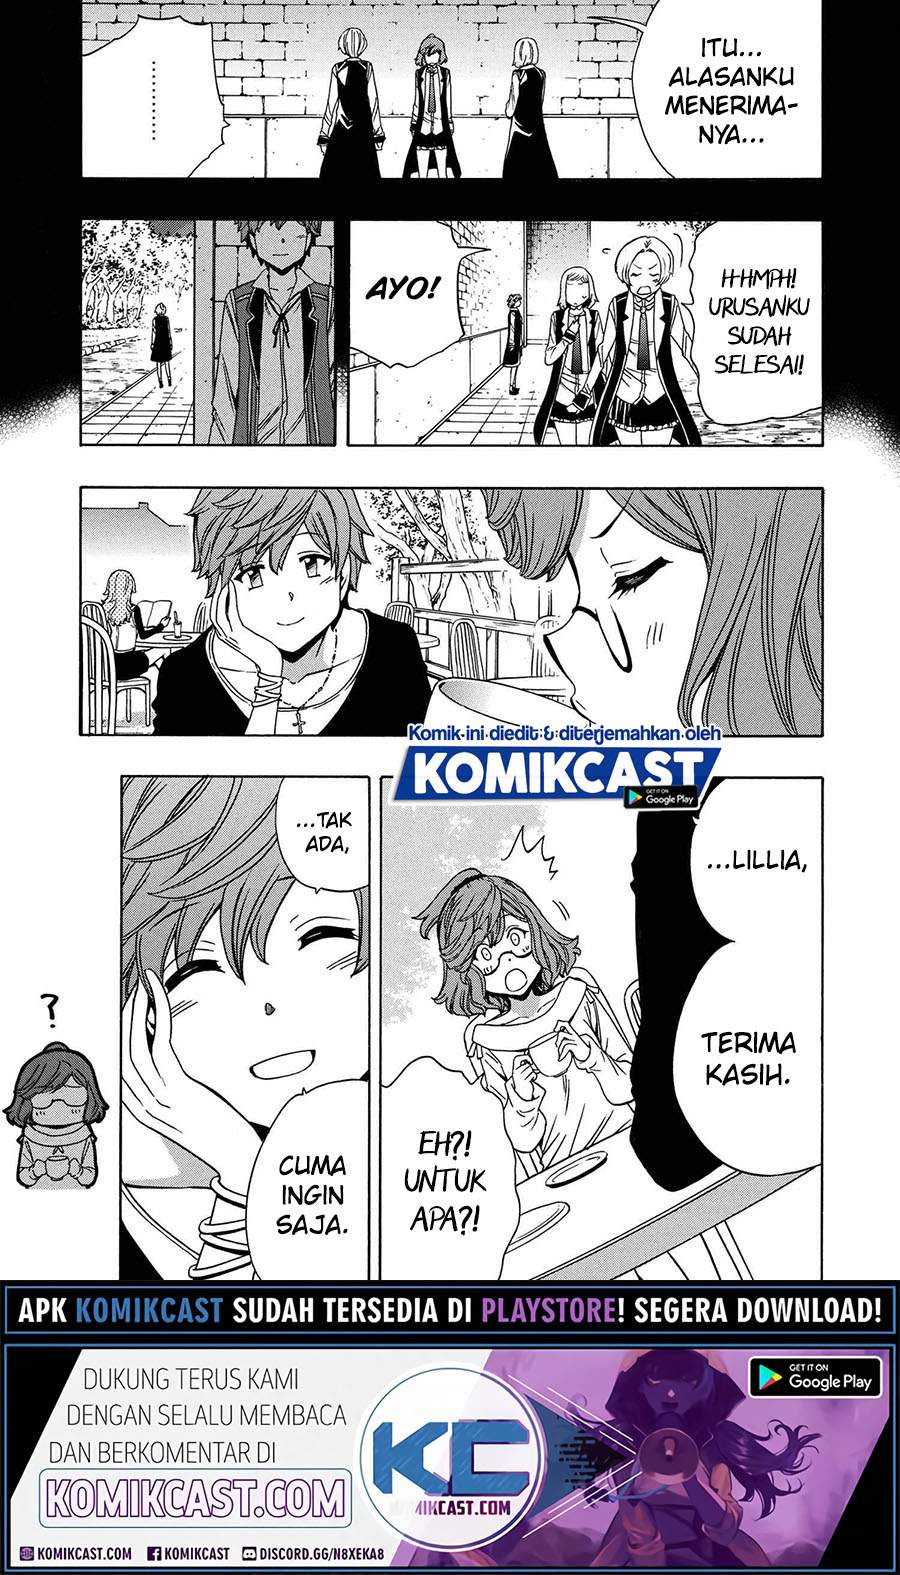 ITU...
ALASANKU
MENERIMA-
NYA...
.........
H-HMPH!
URUSANKU
SUDAH
SELESAI!
AYO!
Komik ini diedit & diterjemahkan oleh
KOMIKCAST
GET IT ON
Google Play
...LILLIA,
TERIMA
KASIH.
EH?!
UNTUK
APA?!
...TAK
ADA,
CUMA
INGIN
SAJA.
?
APK KOMIKCAST SUDAH TERSEDIA DI PLAYSTORE! SEGERA DOWNLOAD!
DUKUNG TERUS KAMI
DENGAN SELALU MEMBACA
DAN BERKOMENTAR DI
KOMIKCAST.COM
KOMIKCAST.COM KOMIKCAST DISCORD.GG/N8XEKA8
KC
KOMIKCAST.COM
GET IT ON
Google Play